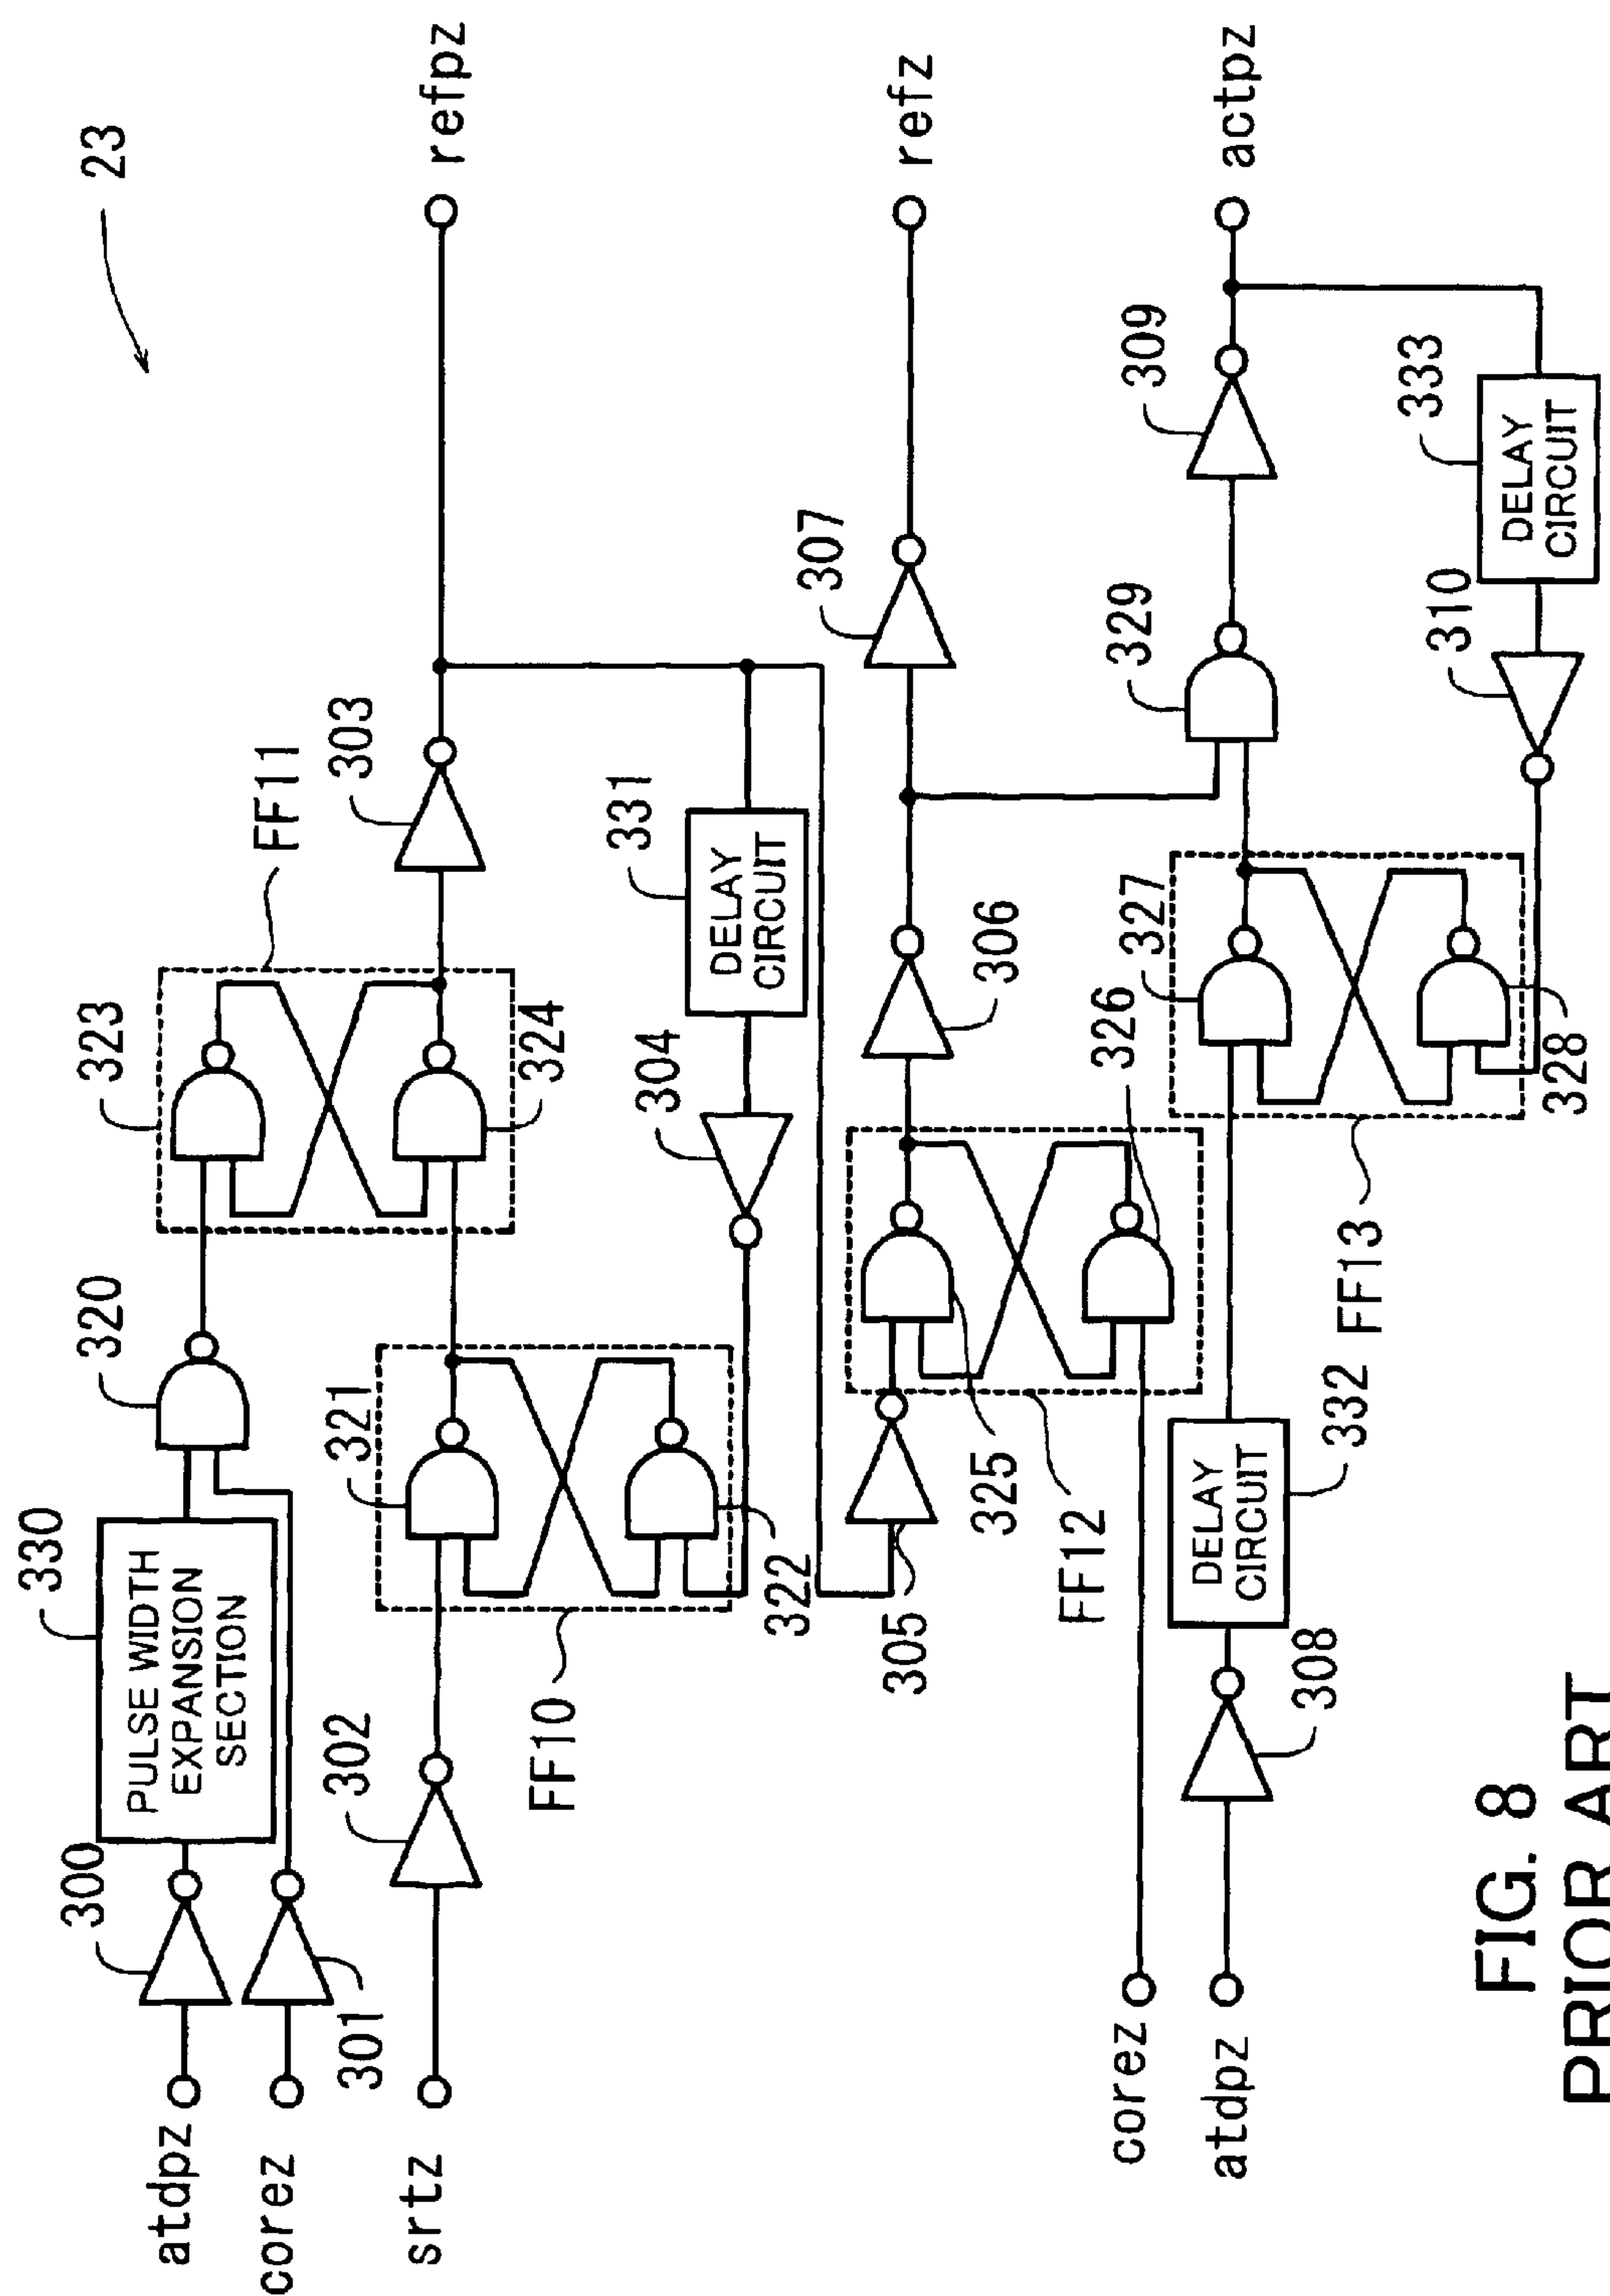 23
atdpz
300
PULSE WIDTH
EXPANSION
SECTION
330
320
323
FF11
corez
301
srtz
302
321
324
303
refpz
FF10
322
304
331
DELAY
CIRCUIT
305
325
FF12
326
306
307
refz
corez
atdpz
308
DELAY
CIRCUIT
332
FF13
327
328
329
309
actpz
310
DELAY
CIRCUIT
333
FIG. 8
PRIOR ART